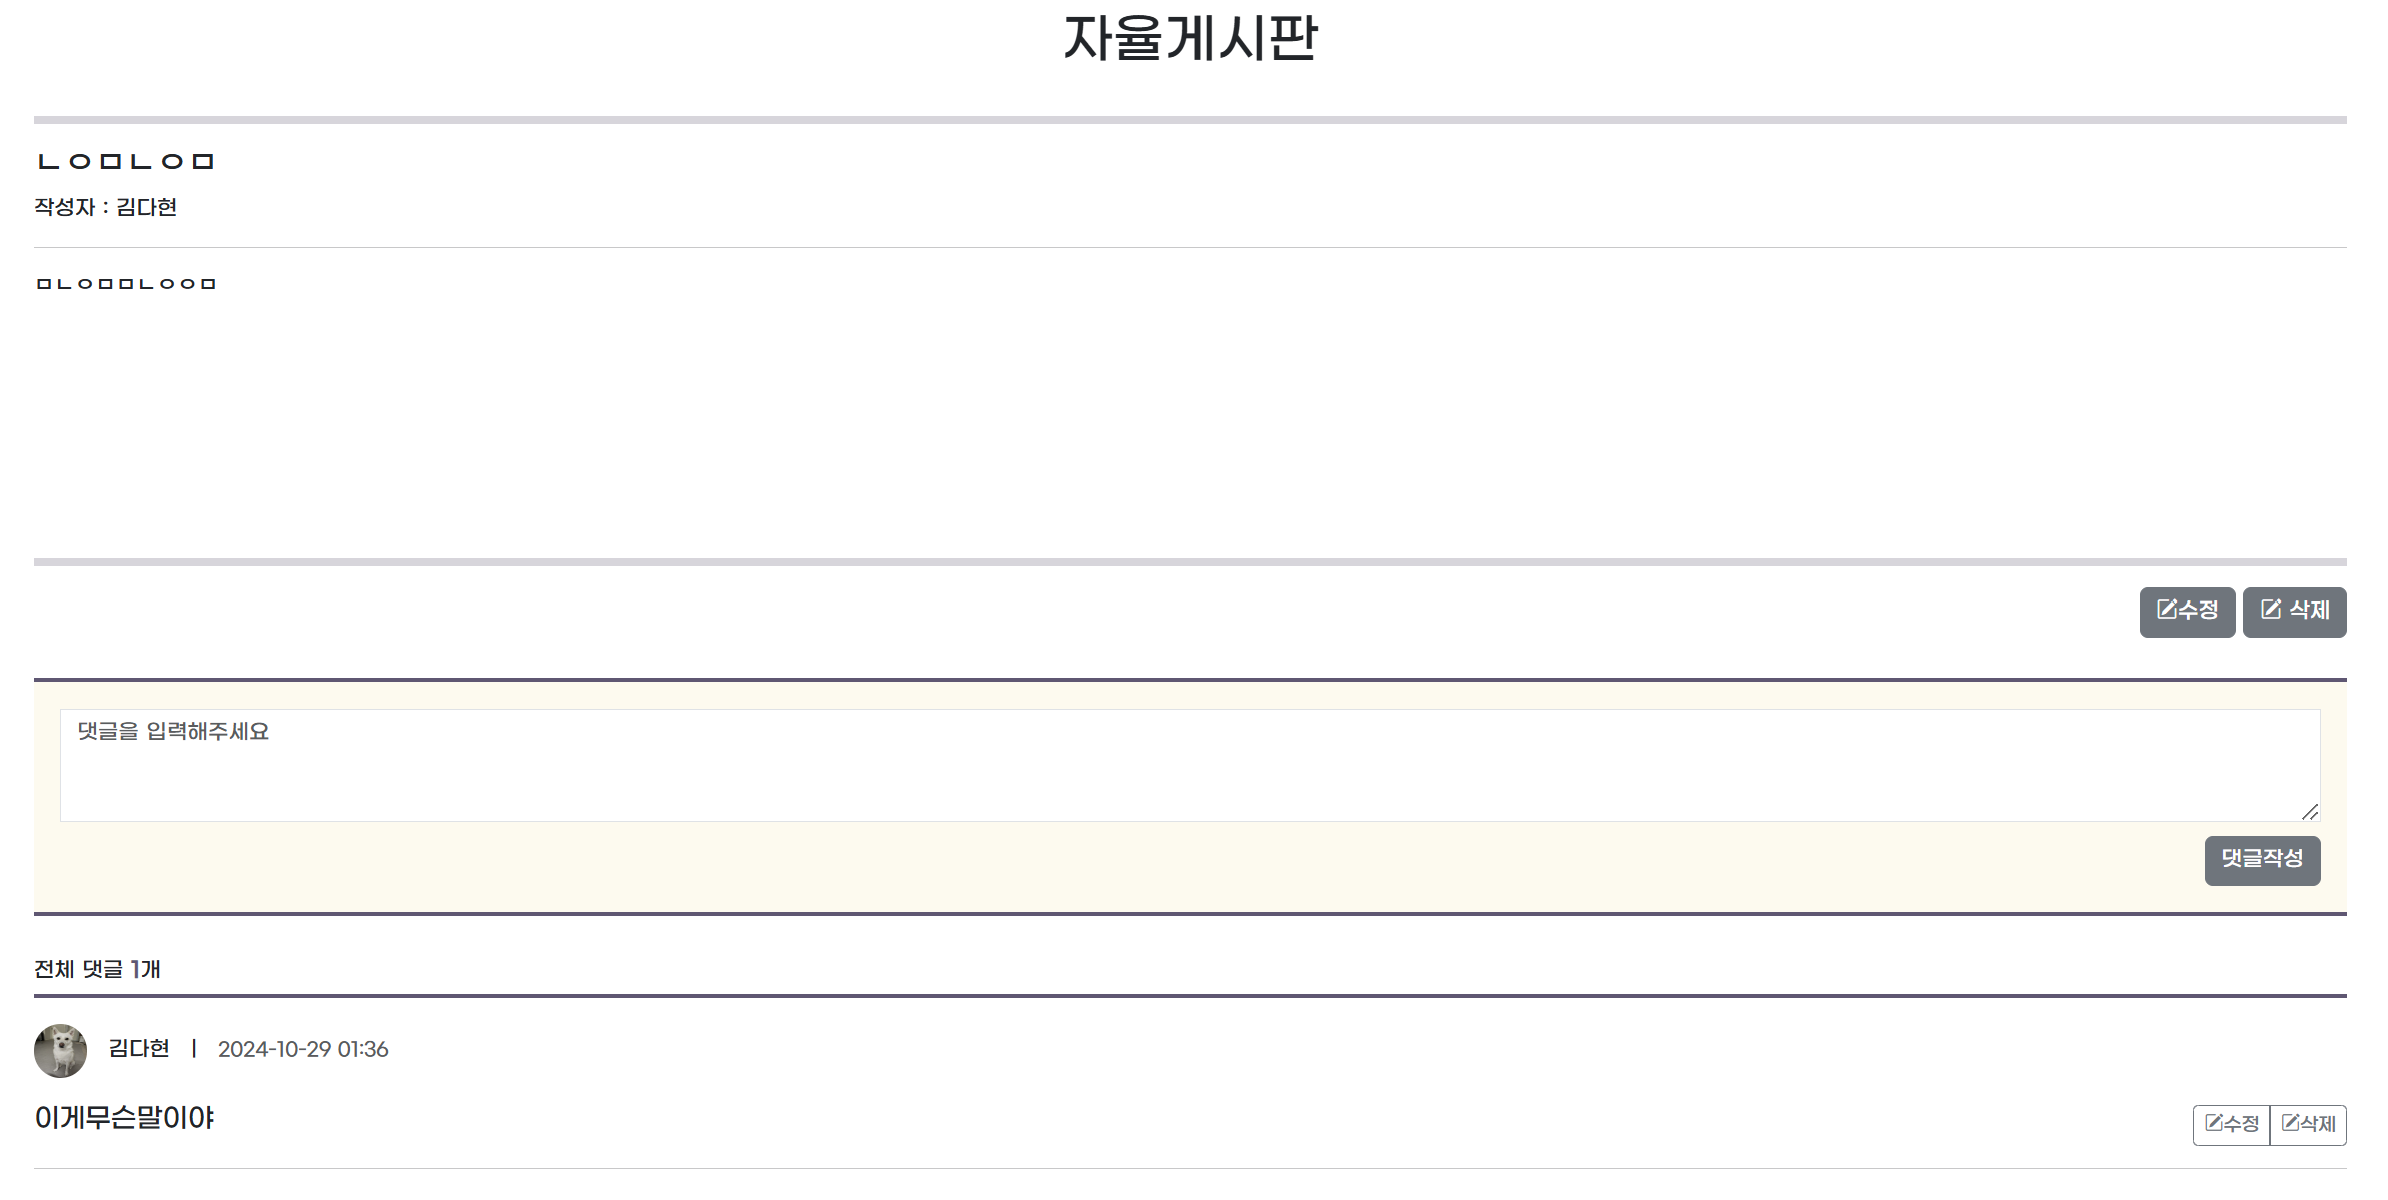 자율게시판
ㄴㅇㅁㄴㅇㅁ
작성자 : 김다현
ㅁㄴㅇㅁㅁㄴㅇㅇㅁ
수정 삭제
댓글을 입력해주세요
댓글작성
전체 댓글 1개
김다현 | 2024-10-29 01:36
이게무슨말이야
수정 삭제